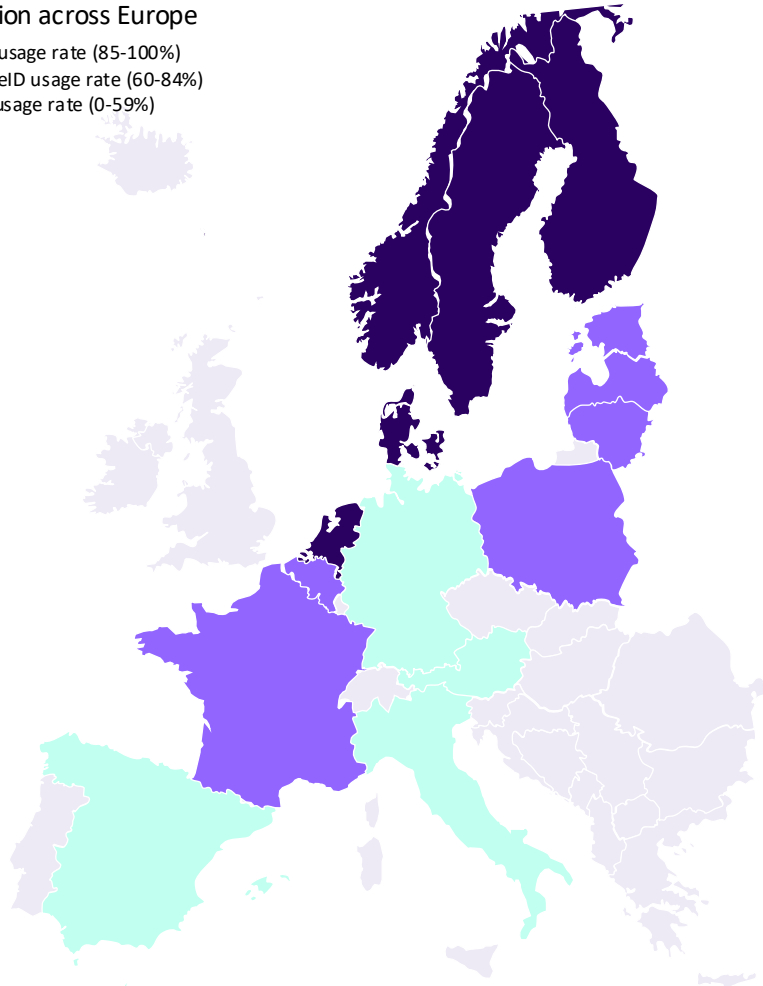 ion across Europe
usage rate (85-100%)
eID usage rate (60-84%)
usage rate (0-59%)